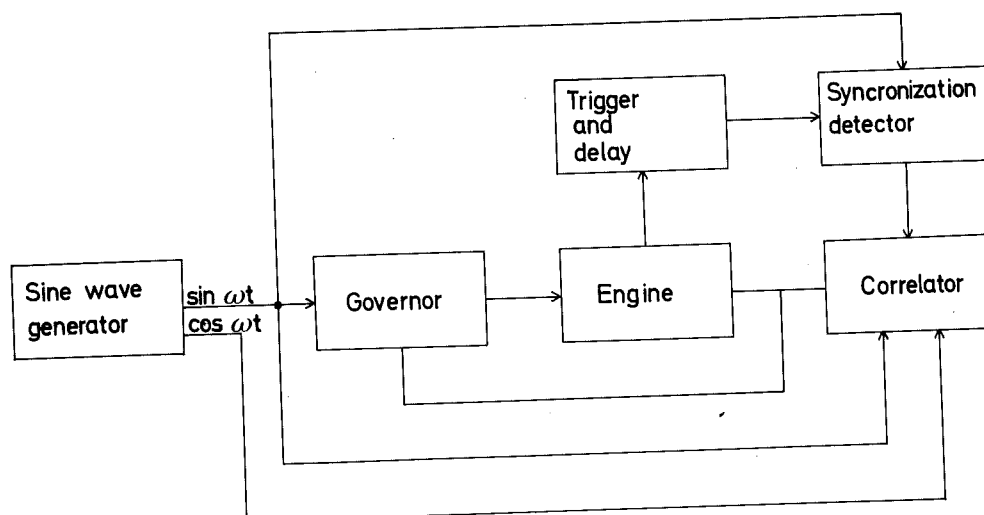 Trigger
and
delay
Syncronization
detector
Sine wave
generator
sin ωt
cos ωt
Governor
Engine
Correlator